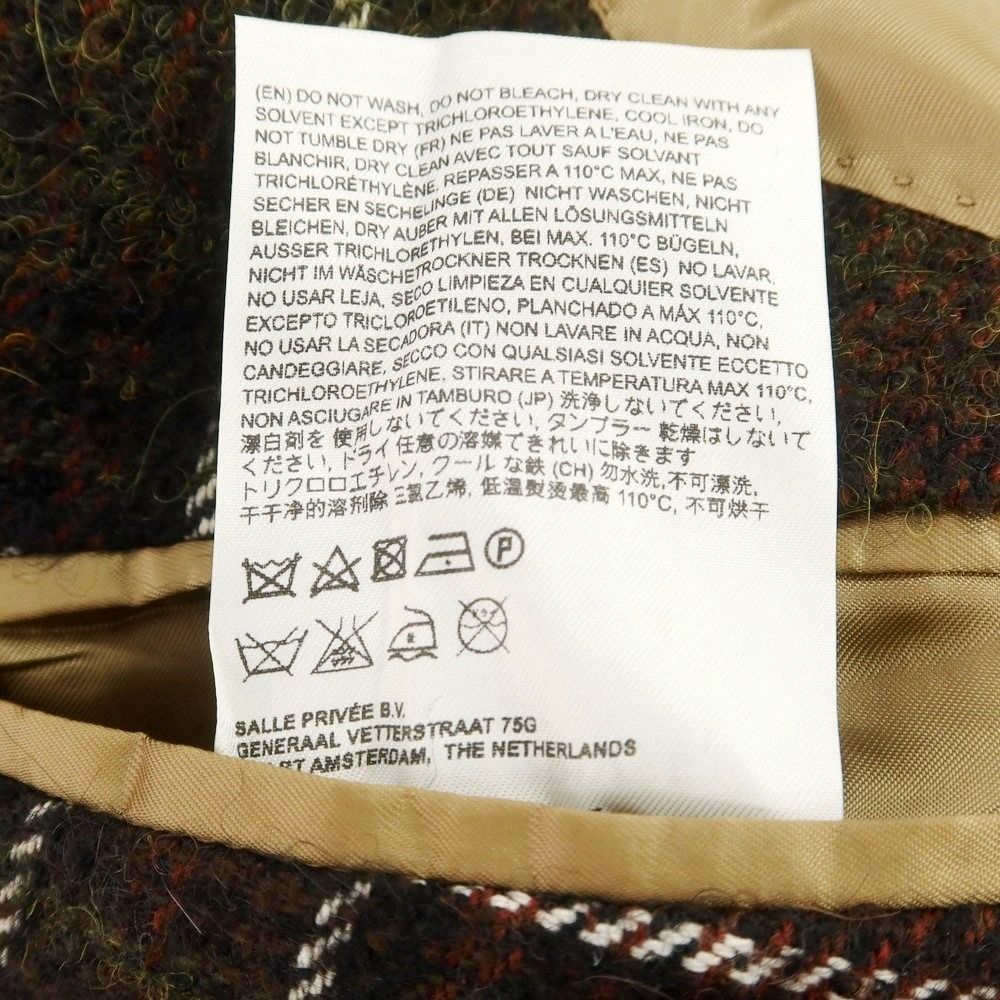 (EN) DO NOT WASH, DO NOT BLEACH, DRY CLEAN WITH ANY
SOLVENT EXCEPT TRICHLOROETHYLENE, COOL IRON, DO
NOT TUMBLE DRY (FR) NE PAS LAVER A L'EAU, NE PAS
BLANCHIR, DRY CLEAN AVEC TOUT SAUF SOLVANT
TRICHLORÉTHYLÈNE, REPASSER A 110°C MAX, NE PAS
SECHER EN SECHELINGE (DE) NICHT WASCHEN, NICHT
BLEICHEN, DRY AUBER MIT ALLEN LÖSUNGSMITTELN
AUSSER TRICHLORETHYLEN, BEI MAX. 110°C BÜGELN,
NICHT IM WÄSCHETROCKNER TROCKNEN (ES) NO LAVAR,
NO USAR LEJA, SECO LIMPIEZA EN CUALQUIER SOLVENTE
EXCEPTO TRICLOROETILENO, PLANCHADO A MÁX 110°C,
NO USAR LA SECADORA (IT) NON LAVARE IN ACQUA, NON
CANDEGGIARE, SECCO CON QUALSIASI SOLVENTE ECCETTO
TRICHLOROETHYLENE, STIRARE A TEMPERATURA MAX 110°C,
NON ASCIUGARE IN TAMBURO (JP) 洗浄しないでください,
漂白剤を 使用しないでください, タンブラー 乾燥はしないで
ください, ドライ 任意の溶媒できれいに除きます
トリクロロエチレン, クール な鉄 (CH) 勿水洗,不可漂洗,
干干净的溶剂除 三氯乙烯, 低温熨烫最高 110°C, 不可烘干
P
ドライ
SALLE PRIVÉE B.V.
GENERAAL VETTERSTRAAT 75G
AMSTERDAM, THE NETHERLANDS